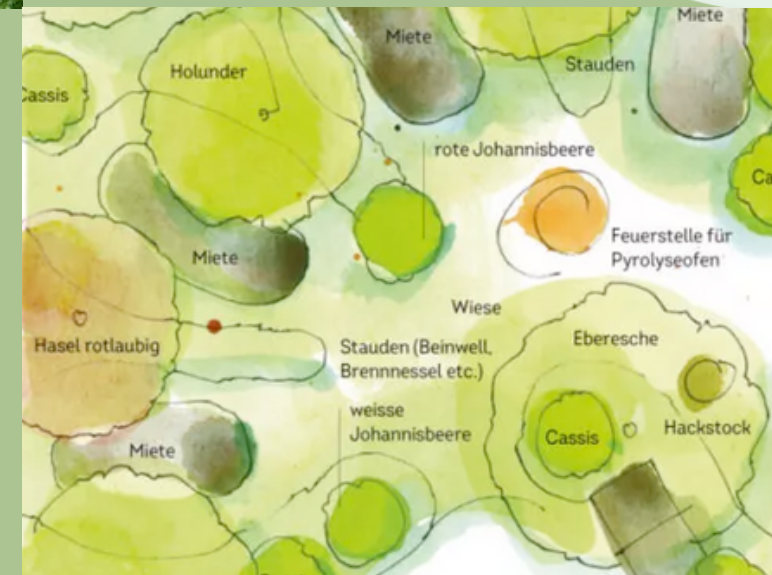 Miete
Miete
Stauden
Holunder
Cassis
rote Johannisbeere
Ca
Feuerstelle für
Pyrolyseofen
Miete
Wiese
Hasel rotlaubig
Stauden (Beinwell,
Brennnessel etc.)
Eberesche
weisse
Johannisbeere
Cassis
Hackstock
Miete